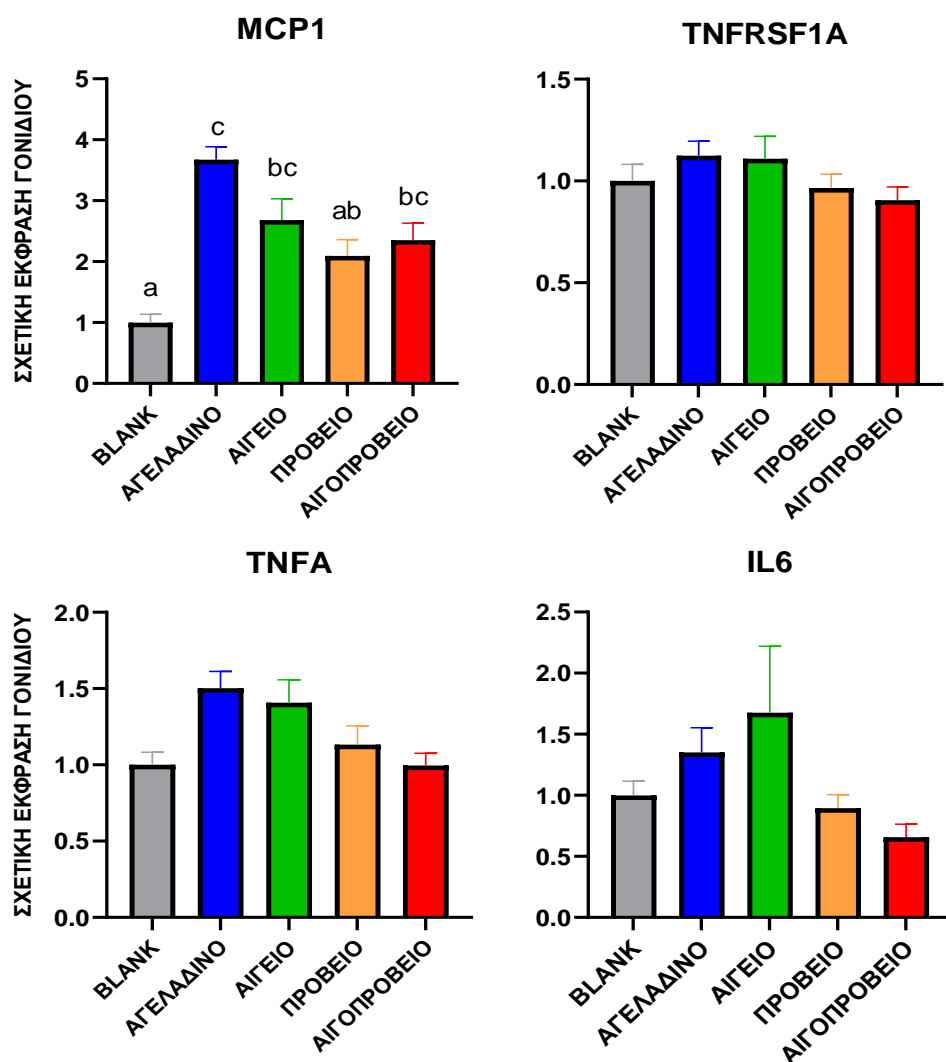 MCP1
ΣΧΕΤΙΚΗ ΕΚΦΡΑΣΗ ΓΟΝΙΔΙΟΥ
5
4
3
2
1
0
a
c
bc
ab
bc
BLANK
ΑΓΕΛΑΔΙΝΟ
ΑΙΓΕΙΟ
ΠΡΟΒΕΙΟ
ΑΙΓΟΠΡΟΒΕΙΟ
TNFRSF1A
1.5
1.0
0.5
0.0
BLANK
ΑΓΕΛΑΔΙΝΟ
ΑΙΓΕΙΟ
ΠΡΟΒΕΙΟ
ΑΙΓΟΠΡΟΒΕΙΟ
TNFA
ΣΧΕΤΙΚΗ ΕΚΦΡΑΣΗ ΓΟΝΙΔΙΟΥ
2.0
1.5
1.0
0.5
0.0
BLANK
ΑΓΕΛΑΔΙΝΟ
ΑΙΓΕΙΟ
ΠΡΟΒΕΙΟ
ΑΙΓΟΠΡΟΒΕΙΟ
IL6
2.5
2.0
1.5
1.0
0.5
0.0
BLANK
ΑΓΕΛΑΔΙΝΟ
ΑΙΓΕΙΟ
ΠΡΟΒΕΙΟ
ΑΙΓΟΠΡΟΒΕΙΟ